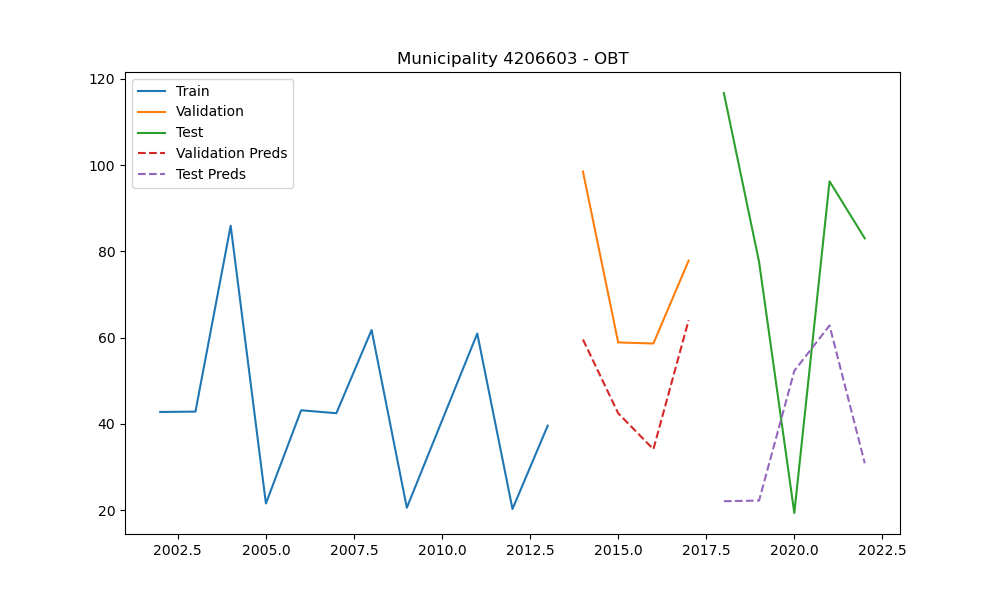 Municipality 4206603 - OBT
120
100
80
60
40
20
Train
Validation
Test
Validation Preds
Test Preds
2002.5 2005.0 2007.5 2010.0 2012.5 2015.0 2017.5 2020.0 2022.5